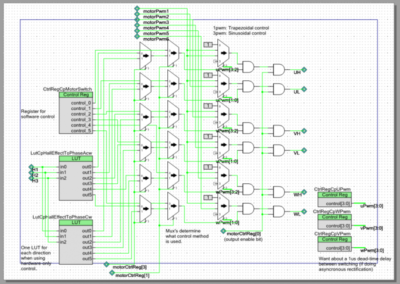 motorPwm1
motorPwm2
motorPwm3
motorPwm4
motorPwm5
motorPwm6
1pwm: Trapezoidal control
3pwm: Sinusoidal control
CtrlRegCpMotorSwitch
Control Reg
control_0
control_1
control_2
control_3
control_4
control_5
Register for
software control
LutCpHallEffectToPhaseAcw
LUT
in0
in1
in2
out0
out1
out2
out3
out4
out5
LutCpHallEffectToPhaseCw
LUT
in0
in1
in2
out0
out1
out2
out3
out4
out5
One LUT for
each direction
when using
hardware only
control.
UH
UL
VH
VL
WH
WL
Mux's determine
what control method
is used.
motorCtrlReg[0]
(output enable bit)
motorCtrlReg[3]
motorCtrlReg[1]
CtrlRegCpUPwm
Control Reg
control[3:0]
uPwm[3:0]
CtrlRegCpWPwm
Control Reg
control[3:0]
wPwm[3:0]
CtrlRegCpVPwm
Control Reg
control[3:0]
vPwm[3:0]
Want about a 1us dead-time delay
between switching (if doing
asyncronous rectification)